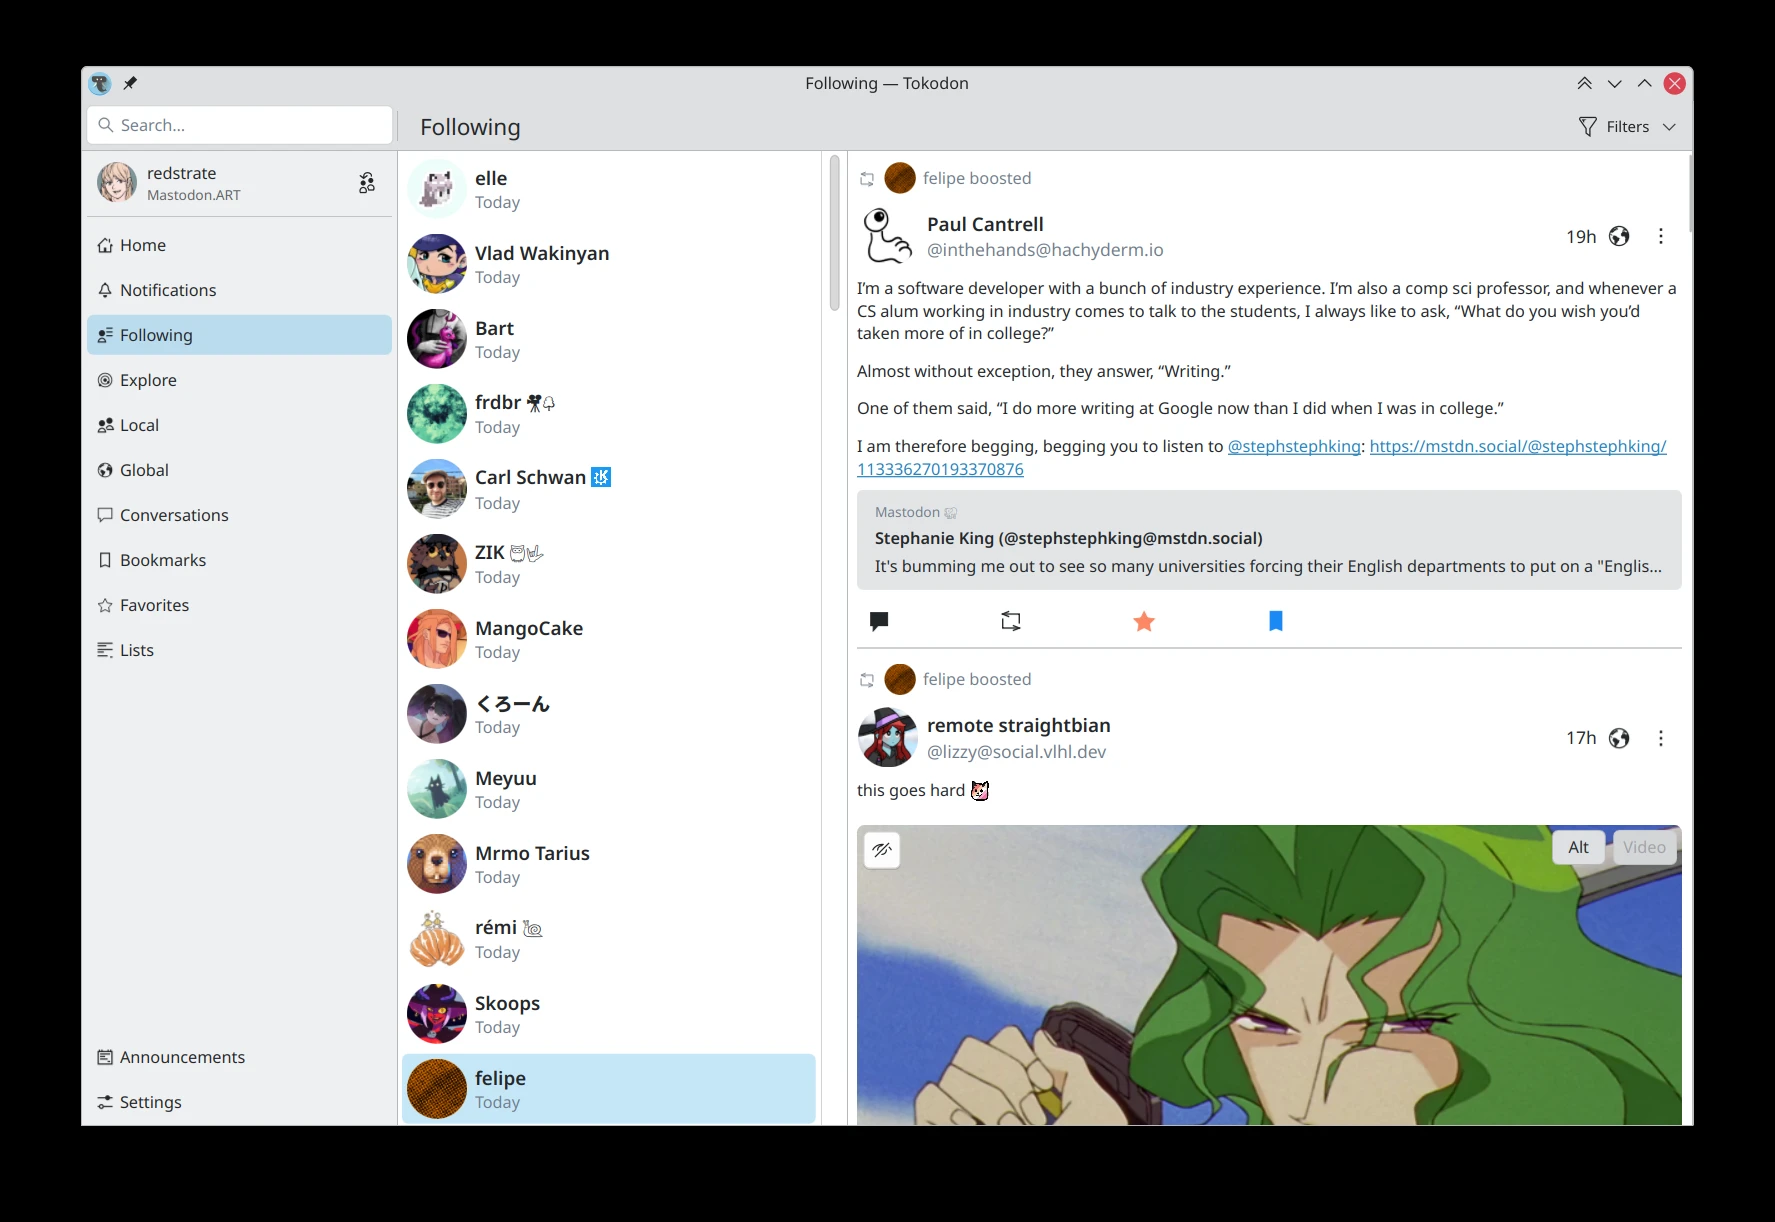 Following — Tokodon
Search...
Following
Filters
redstrate
Mastodon.ART
Home
Notifications
Following
Explore
Local
Global
Conversations
Bookmarks
Favorites
Lists
Announcements
Settings
elle
Today
Vlad Wakinyan
Today
Bart
Today
frdbr
Today
Carl Schwan
Today
ZIK
Today
MangoCake
Today
くろーん
Today
Meyuu
Today
Mrmo Tarius
Today
rémi
Today
Skoops
Today
felipe
Today
felipe boosted
Paul Cantrell
@inthehands@hachyderm.io
19h
I’m a software developer with a bunch of industry experience. I’m also a comp sci professor, and whenever a
CS alum working in industry comes to talk to the students, I always like to ask, “What do you wish you’d
taken more of in college?”
Almost without exception, they answer, “Writing.”
One of them said, “I do more writing at Google now than I did when I was in college.”
I am therefore begging, begging you to listen to @stephstephking: https://mstdn.social/@stephstephking/
113336270193370876
Mastodon
Stephanie King (@stephstephking@mstdn.social)
It's bumming me out to see so many universities forcing their English departments to put on a "Englis...
felipe boosted
remote straightbian
@lizzy@social.vlhl.dev
17h
this goes hard
Alt
Video